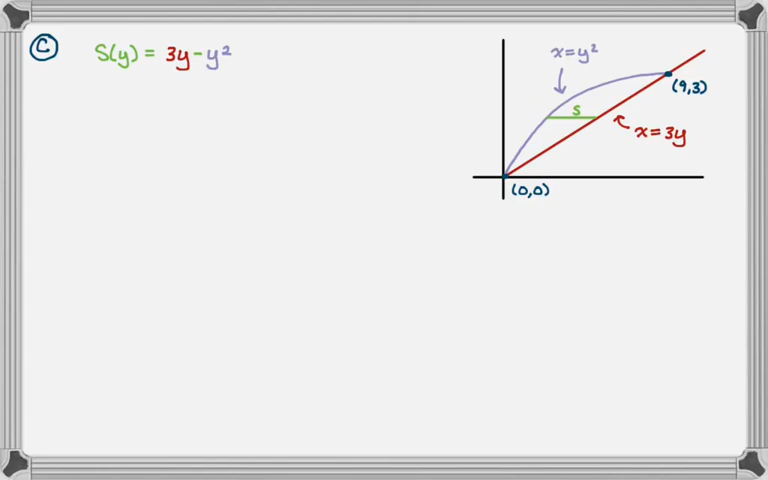 C S(y) = 3y - y²
x = y²
(9,3)
S
x = 3y
(0,0)